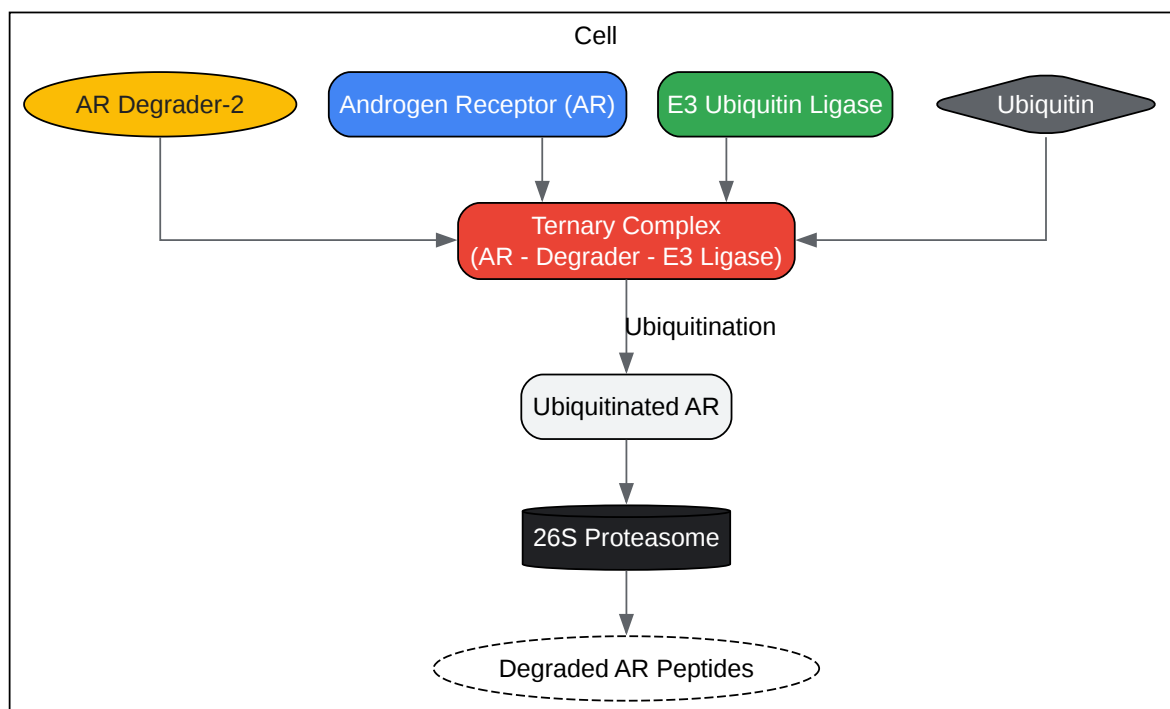 Cell
AR Degrader-2
Androgen Receptor (AR)
E3 Ubiquitin Ligase
Ubiquitin
Ternary Complex
(AR - Degrader - E3 Ligase)
Ubiquitination
Ubiquitinated AR
26S Proteasome
Degraded AR Peptides